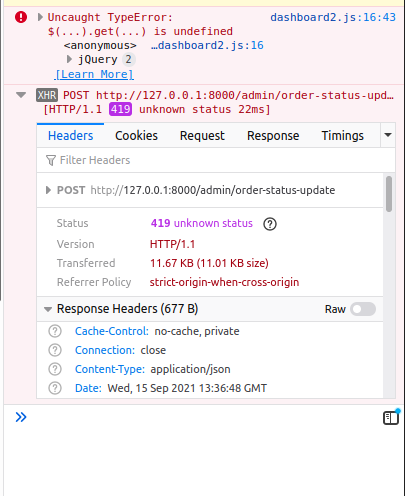 Uncaught TypeError: dashboard2.js:16:43
$(...).get(...) is undefined
<anonymous> …dashboard2.js:16
jQuery 2
[Learn More]
XHR POST http://127.0.0.1:8000/admin/order-status-upd…
[HTTP/1.1 419 unknown status 22ms]
Headers Cookies Request Response Timings
Filter Headers
POST http://127.0.0.1:8000/admin/order-status-update
Status 419 unknown status ?
Version HTTP/1.1
Transferred 11.67 KB (11.01 KB size)
Referrer Policy strict-origin-when-cross-origin
Response Headers (677 B) Raw
? Cache-Control: no-cache, private
? Connection: close
? Content-Type: application/json
? Date: Wed, 15 Sep 2021 13:36:48 GMT